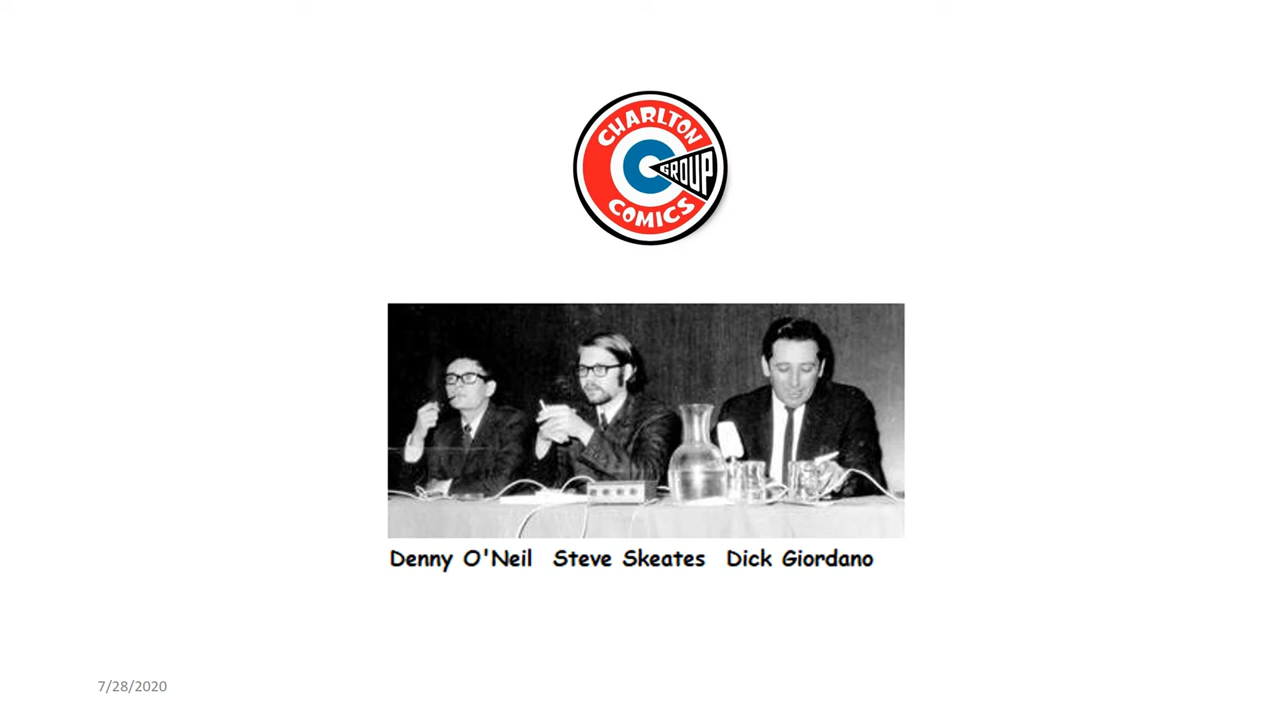 CHARLTON
GROUP
COMICS
Denny O'Neil Steve Skeates Dick Giordano
7/28/2020